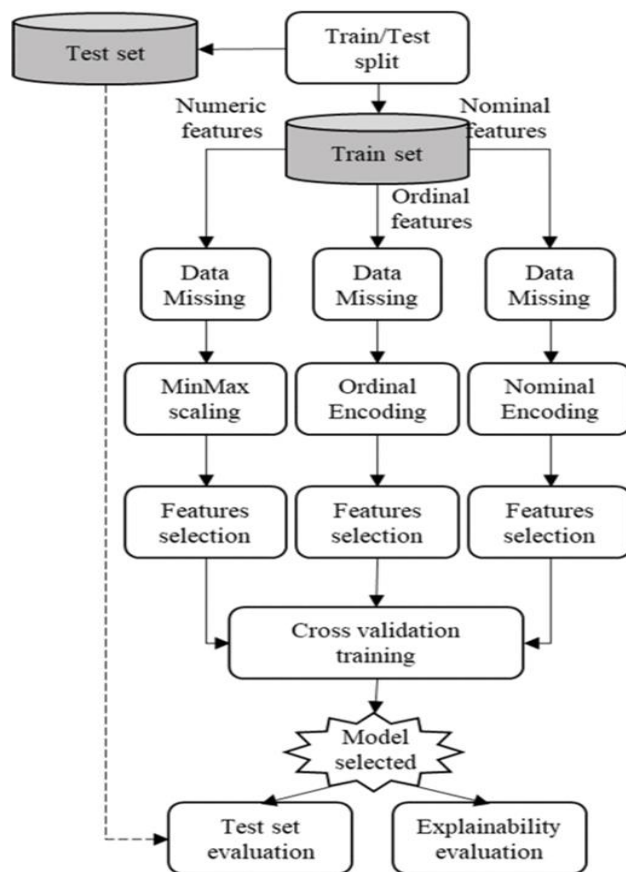 Test set
Train/Test
split
Numeric
features
Nominal
features
Train set
Ordinal
features
Data
Missing
Data
Missing
Data
Missing
MinMax
scaling
Ordinal
Encoding
Nominal
Encoding
Features
selection
Features
selection
Features
selection
Cross validation
training
Model
selected
Test set
evaluation
Explainability
evaluation